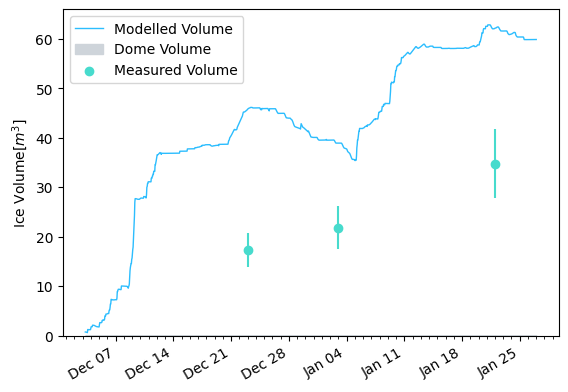 Modelled Volume
Dome Volume
Measured Volume
Ice Volume[$m^3$]
60
50
40
30
20
10
0
Dec 07
Dec 14
Dec 21
Dec 28
Jan 04
Jan 11
Jan 18
Jan 25